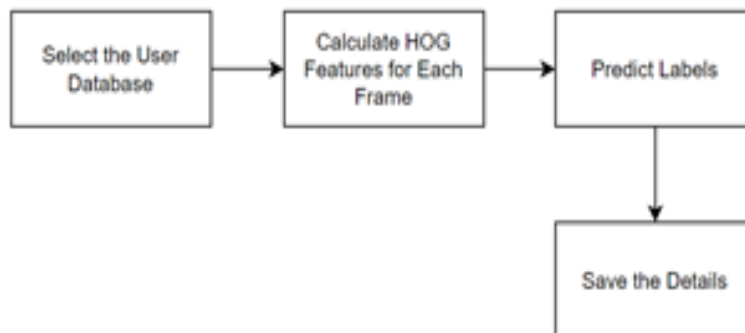 Select the User
Database
Calculate HOG
Features for Each
Frame
Predict Labels
Save the Details